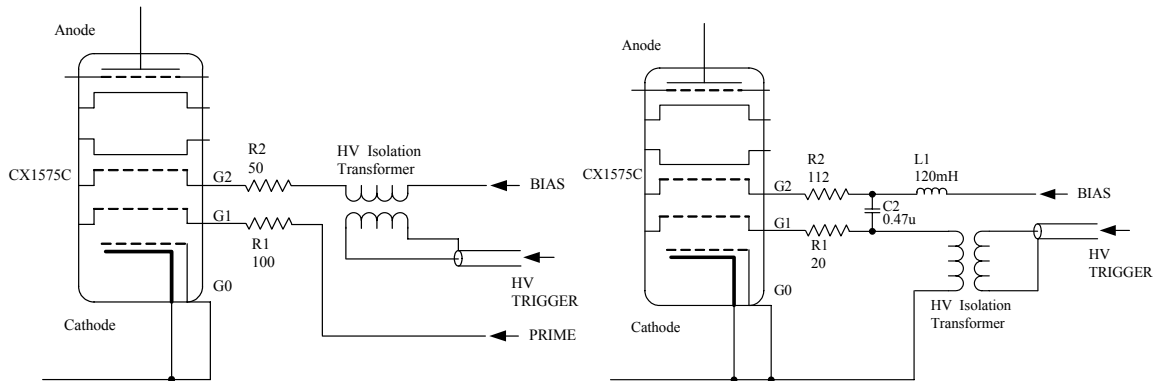 Anode
R2
50
HV Isolation
Transformer
CX1575C
G2
BIAS
G1
R1
100
HV
TRIGGER
G0
Cathode
PRIME
Anode
R2
112
L1
120mH
CX1575C
G2
BIAS
C2
0.47u
G1
R1
20
HV
TRIGGER
G0
HV Isolation
Transformer
Cathode